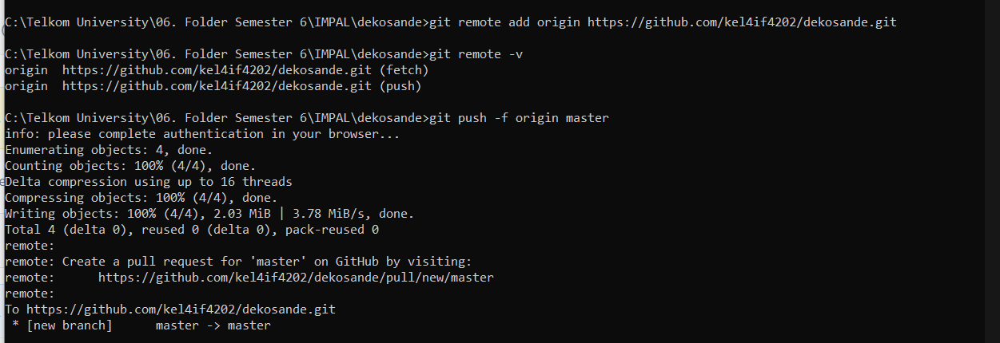 C:\Telkom University\06. Folder Semester 6\IMPAL\dekosande>git remote add origin https://github.com/kel4if4202/dekosande.git
C:\Telkom University\06. Folder Semester 6\IMPAL\dekosande>git remote -v
origin  https://github.com/kel4if4202/dekosande.git (fetch)
origin  https://github.com/kel4if4202/dekosande.git (push)
C:\Telkom University\06. Folder Semester 6\IMPAL\dekosande>git push -f origin master
info: please complete authentication in your browser...
Enumerating objects: 4, done.
Counting objects: 100% (4/4), done.
Delta compression using up to 16 threads
Compressing objects: 100% (4/4), done.
Writing objects: 100% (4/4), 2.03 MiB | 3.78 MiB/s, done.
Total 4 (delta 0), reused 0 (delta 0), pack-reused 0
remote:
remote: Create a pull request for 'master' on GitHub by visiting:
remote:      https://github.com/kel4if4202/dekosande/pull/new/master
remote:
To https://github.com/kel4if4202/dekosande.git
 * [new branch]      master -> master